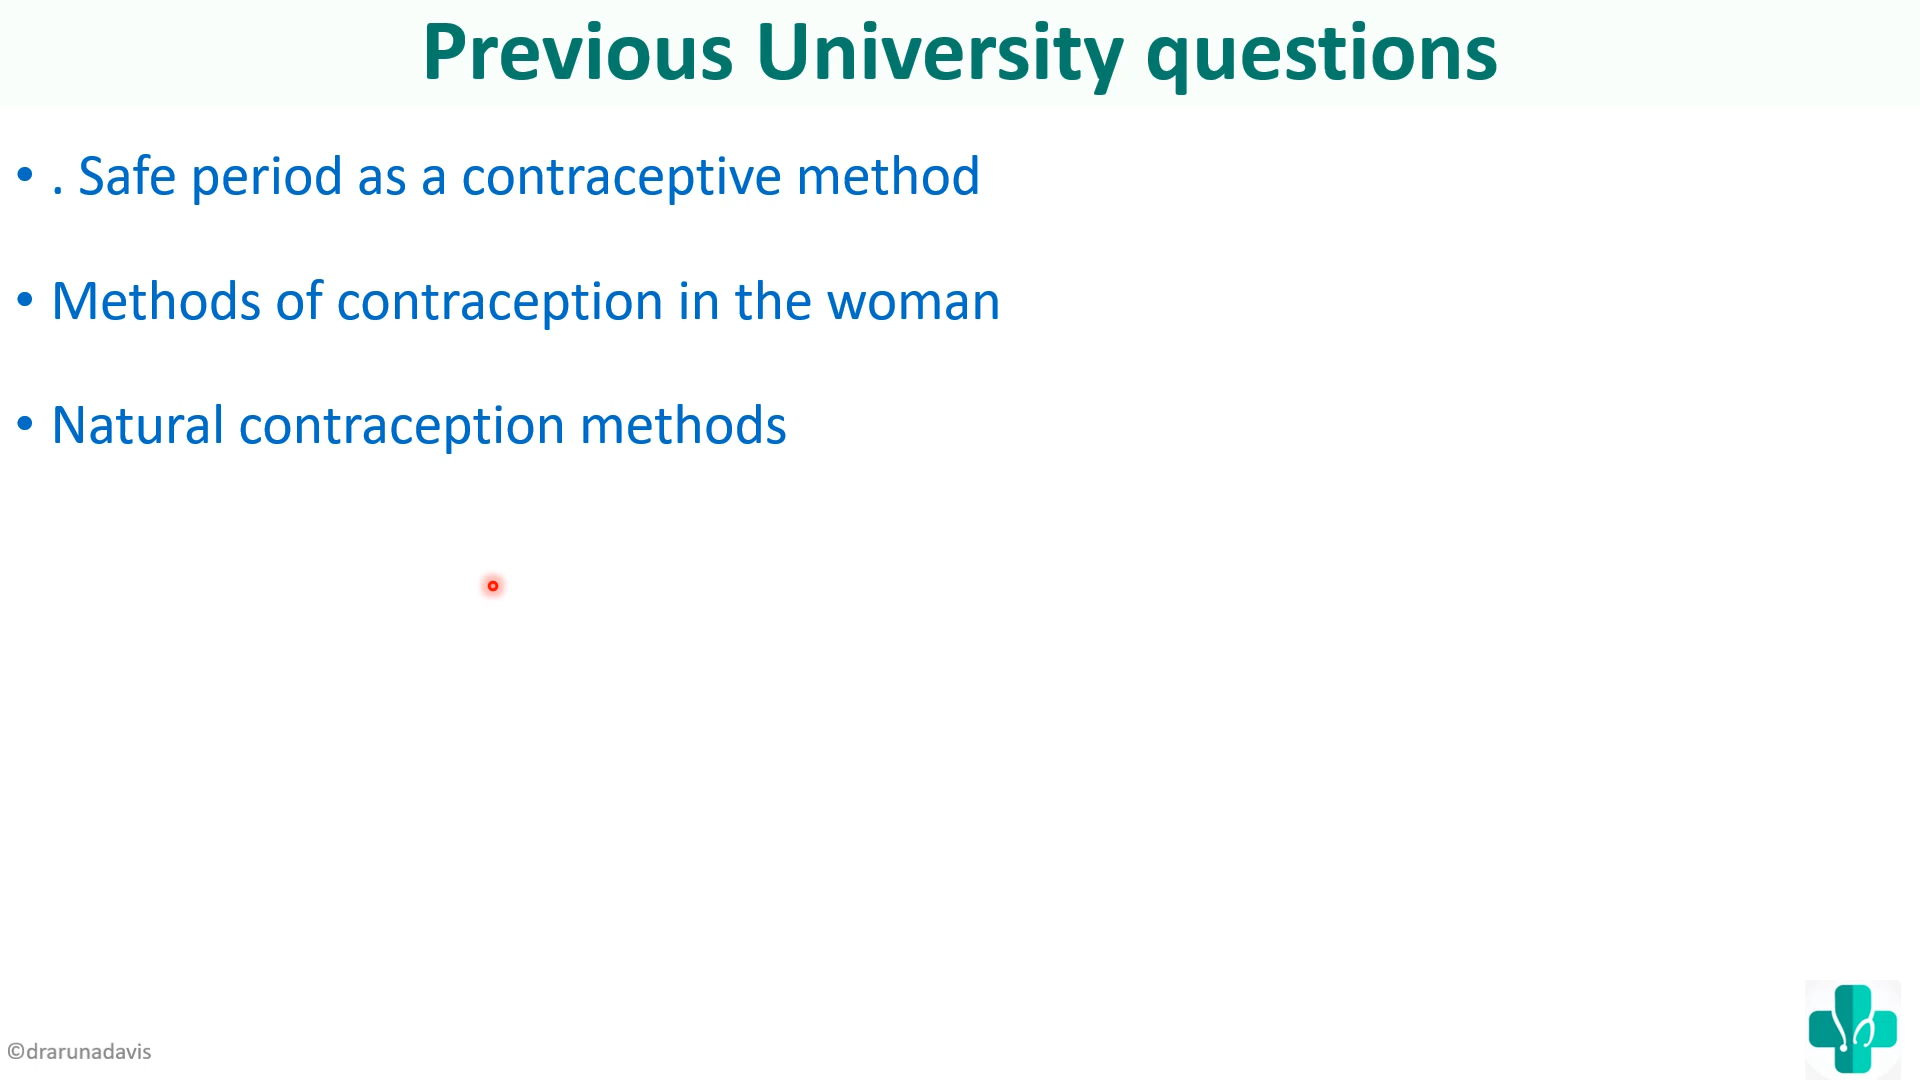 Previous University questions
• . Safe period as a contraceptive method
• Methods of contraception in the woman
• Natural contraception methods
©drarunadavis